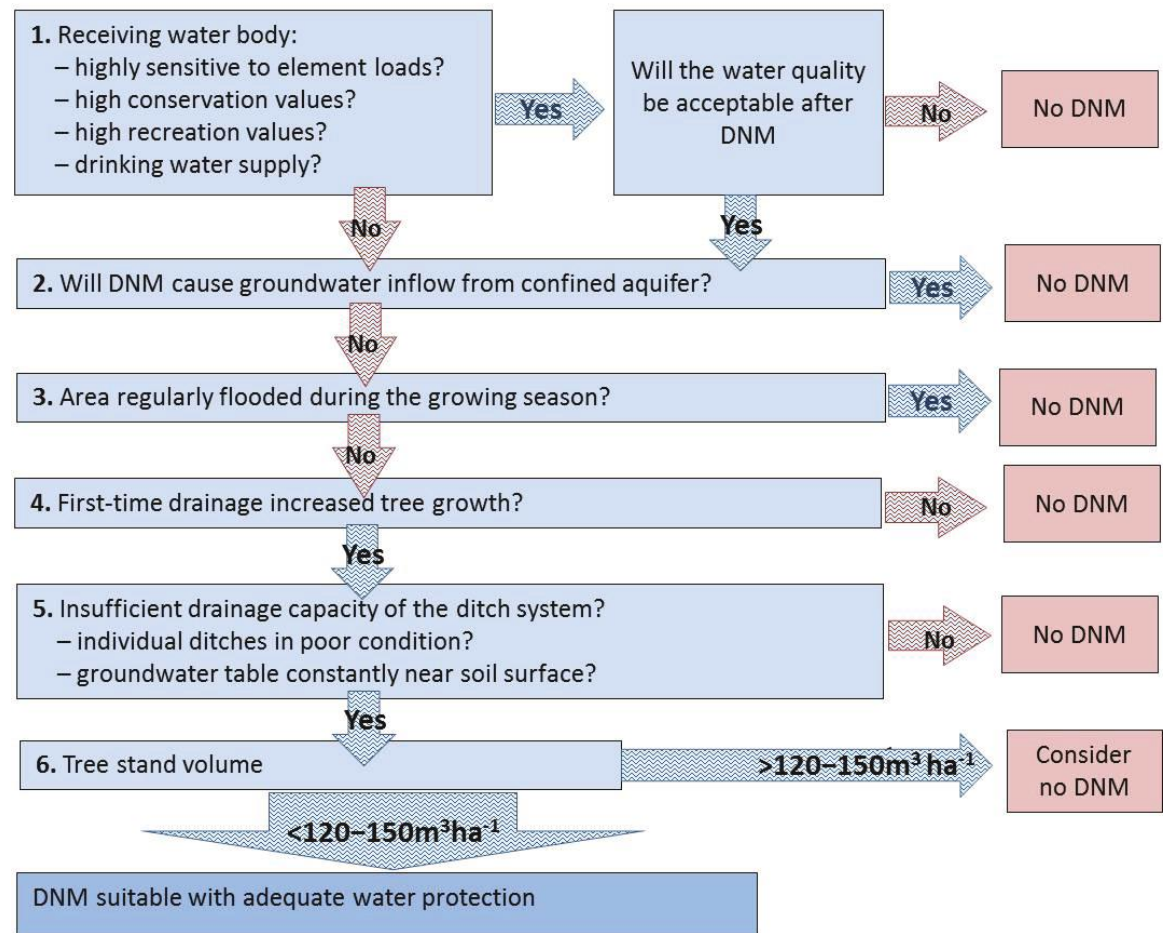 1. Receiving water body:
– highly sensitive to element loads?
– high conservation values?
– high recreation values?
– drinking water supply?
Yes
Will the water quality
be acceptable after
DNM
No
No DNM
No
Yes
2. Will DNM cause groundwater inflow from confined aquifer?
Yes
No DNM
No
3. Area regularly flooded during the growing season?
Yes
No DNM
No
4. First-time drainage increased tree growth?
No
No DNM
Yes
5. Insufficient drainage capacity of the ditch system?
– individual ditches in poor condition?
– groundwater table constantly near soil surface?
No
No DNM
Yes
6. Tree stand volume
>120–150m³ ha⁻¹
Consider
no DNM
<120–150m³ha⁻¹
DNM suitable with adequate water protection